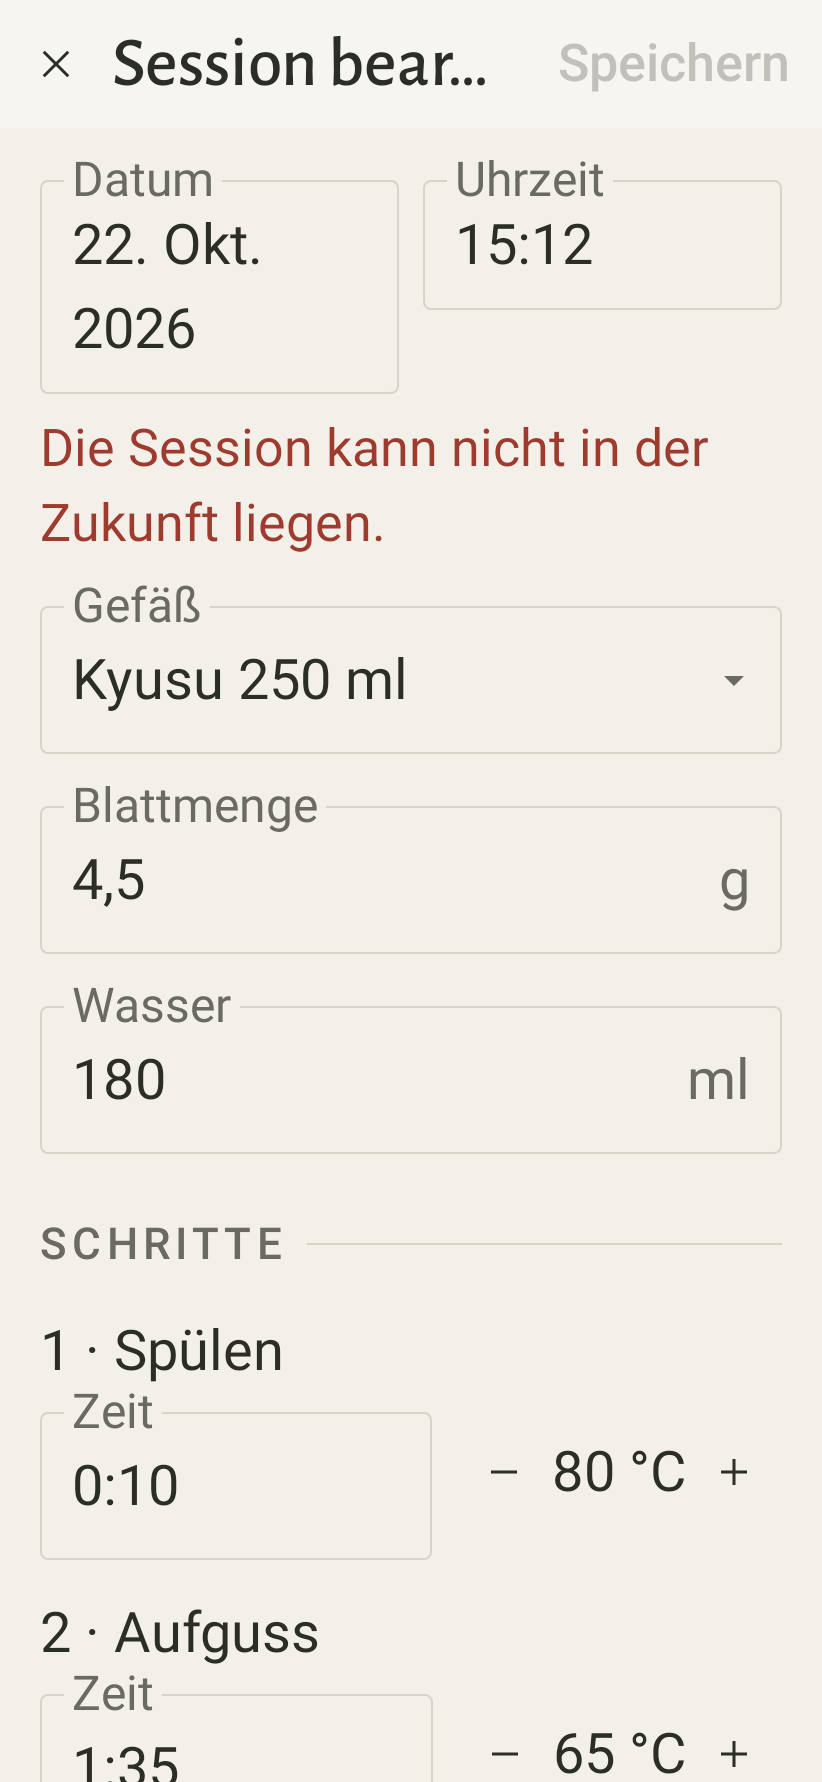 Session bear...
Speichern
Datum
22. Okt.
2026
Uhrzeit
15:12
Die Session kann nicht in der
Zukunft liegen.
Gefäß
Kyusu 250 ml
Blattmenge
4,5 g
Wasser
180 ml
SCHRITTE
1 · Spülen
Zeit
0:10
− 80 °C +
2 · Aufguss
Zeit
1:35
− 65 °C +